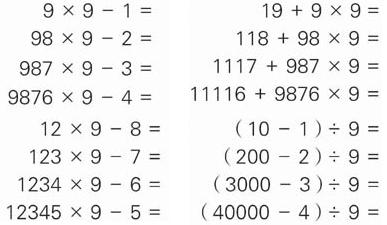 9 × 9 − 1 =
98 × 9 − 2 =
987 × 9 − 3 =
9876 × 9 − 4 =
19 + 9 × 9 =
118 + 98 × 9 =
1117 + 987 × 9 =
11116 + 9876 × 9 =
12 × 9 − 8 =
123 × 9 − 7 =
1234 × 9 − 6 =
12345 × 9 − 5 =
(10 − 1) ÷ 9 =
(200 − 2) ÷ 9 =
(3000 − 3) ÷ 9 =
(40000 − 4) ÷ 9 =